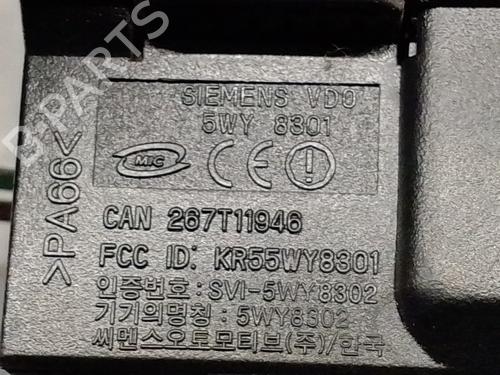 SIEMENS VDO
5WY 8301
MIC CE
CAN 267T11946
FCC ID: KR55WY8301
인증번호:SVI-5WY8302
기기의명칭:5WY8302
씨멘스오토모티브(주)/한국
>PA66<
B-PARTS